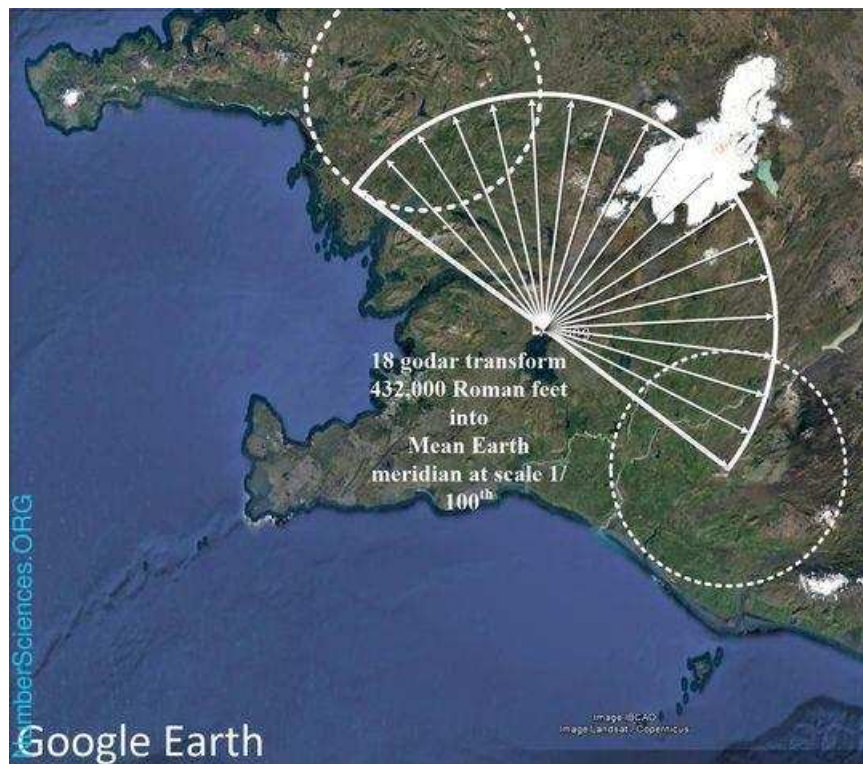 18 godar transform
432,000 Roman feet
into
Mean Earth
meridian at scale 1/
100th
NumberSciences.ORG
Image IBCAO
Image Landsat / Copernicus
Google Earth